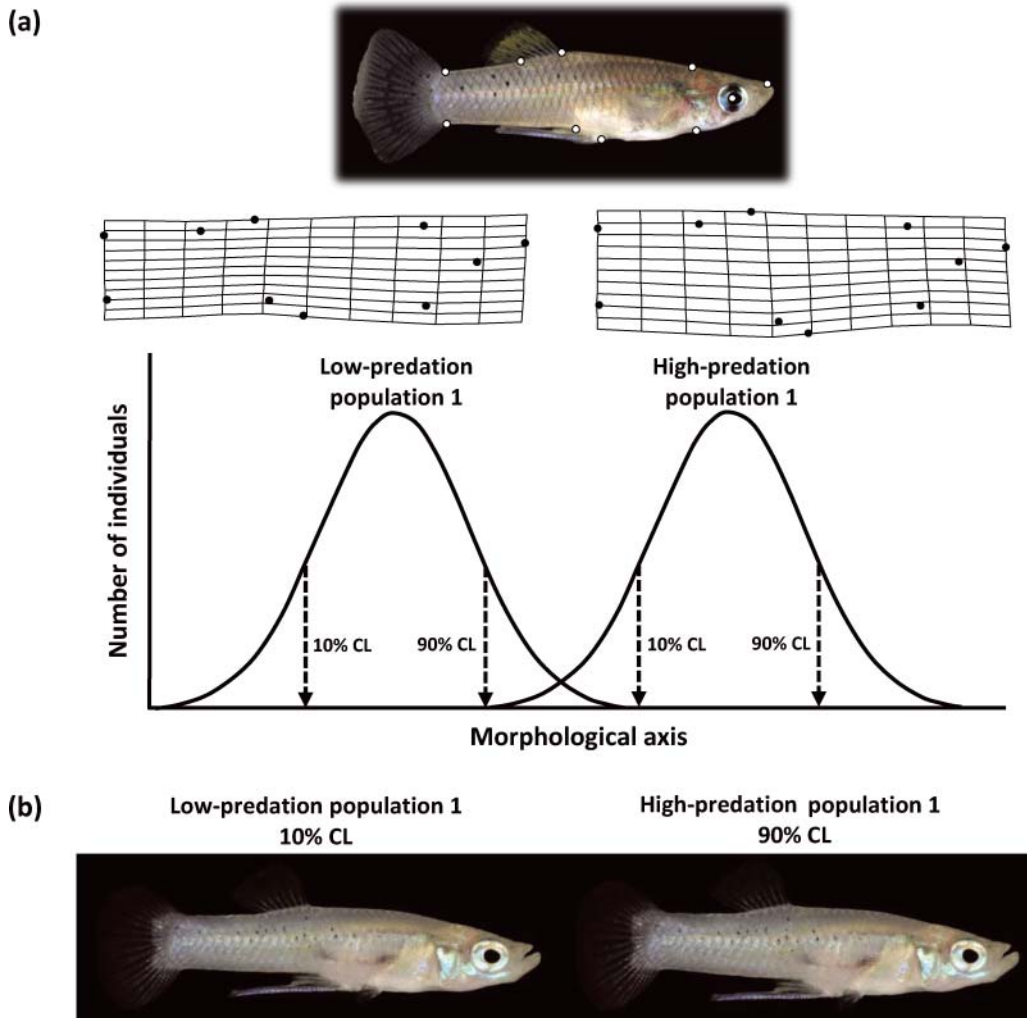 (a)
Low-predation
population 1
High-predation
population 1
Number of individuals
10% CL
90% CL
10% CL
90% CL
Morphological axis
(b)
Low-predation population 1
10% CL
High-predation population 1
90% CL